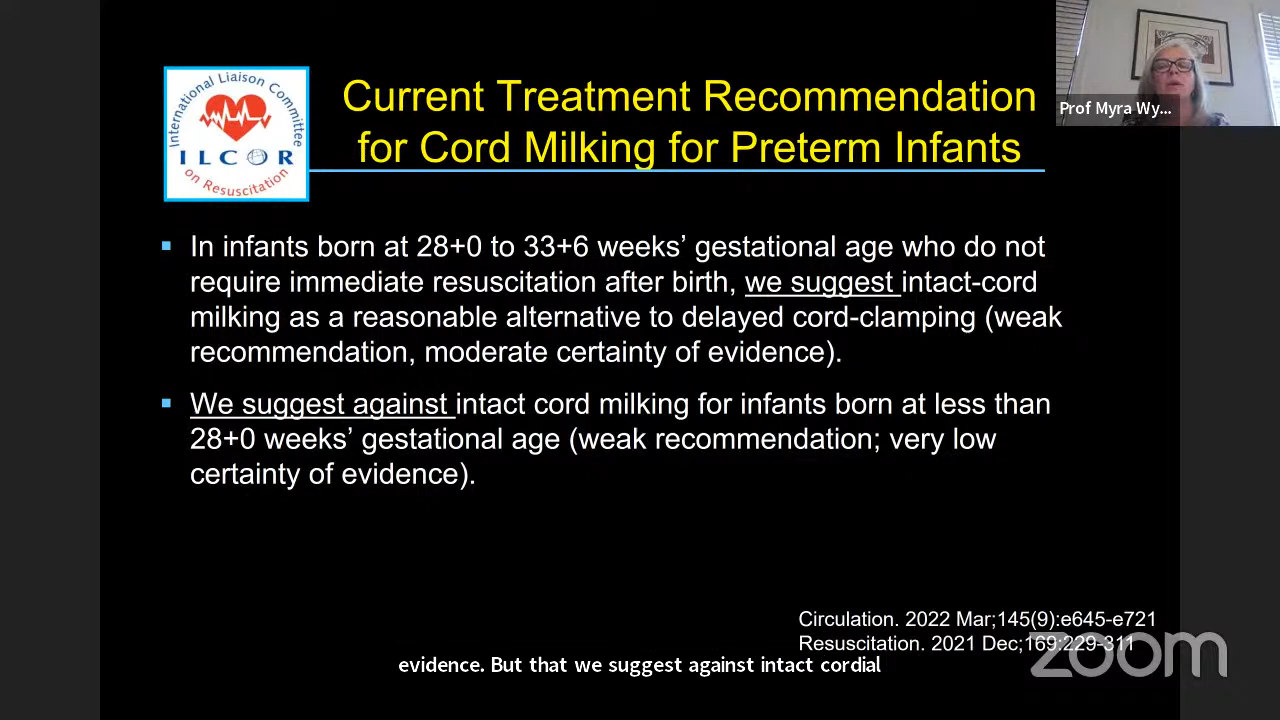 International Liaison Committee
ILCOR
on Resuscitation
Current Treatment Recommendation
for Cord Milking for Preterm Infants
Prof Myra Wy...
▪ In infants born at 28+0 to 33+6 weeks’ gestational age who do not
require immediate resuscitation after birth, we suggest intact-cord
milking as a reasonable alternative to delayed cord-clamping (weak
recommendation, moderate certainty of evidence).
▪ We suggest against intact cord milking for infants born at less than
28+0 weeks’ gestational age (weak recommendation; very low
certainty of evidence).
Circulation. 2022 Mar;145(9):e645-e721
Resuscitation. 2021 Dec;169:229-311
zoom
evidence. But that we suggest against intact cordial